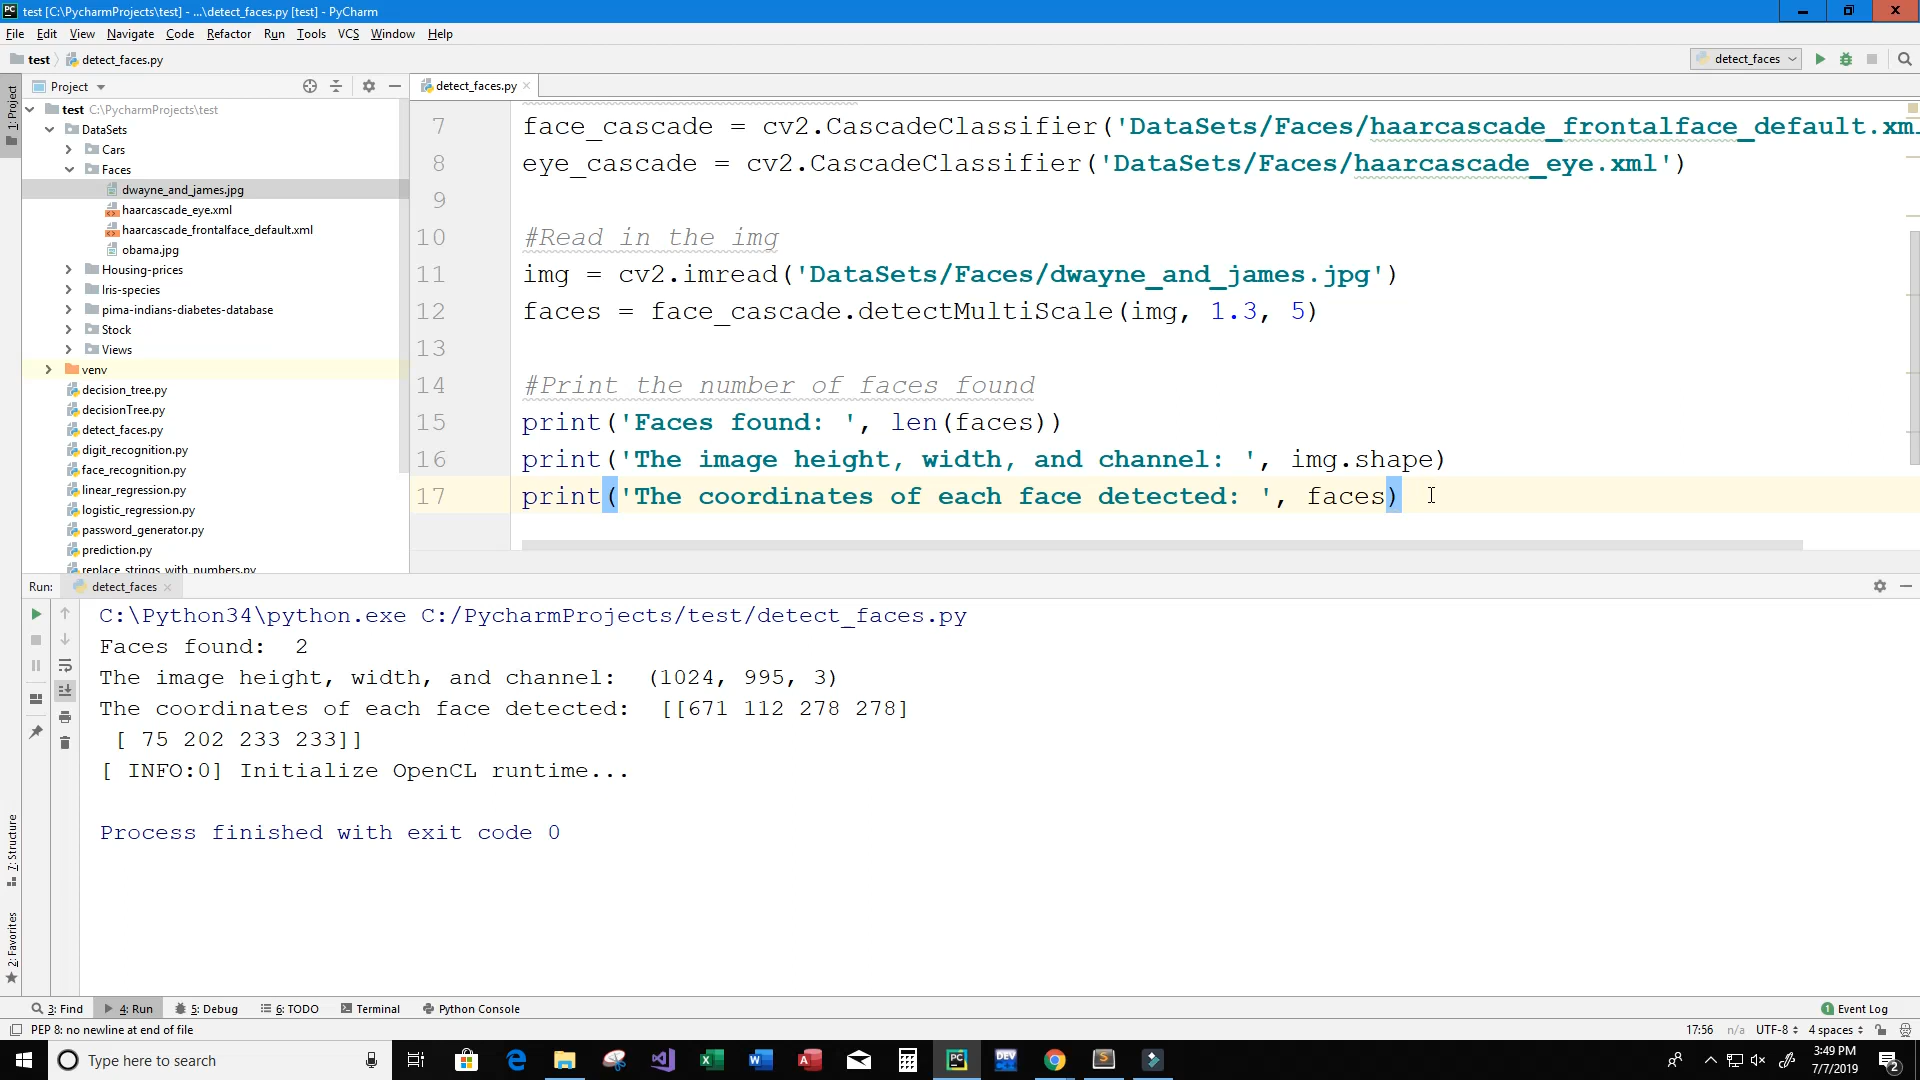 test [C:\PycharmProjects\test] - ...\detect_faces.py [test] - PyCharm
File Edit View Navigate Code Refactor Run Tools VCS Window Help
test detect_faces.py
detect_faces
Project
detect_faces.py
1: Project
test C:\PycharmProjects\test
DataSets
Cars
Faces
dwayne_and_james.jpg
haarcascade_eye.xml
haarcascade_frontalface_default.xml
obama.jpg
Housing-prices
Iris-species
pima-indians-diabetes-database
Stock
Views
venv
decision_tree.py
decisionTree.py
detect_faces.py
digit_recognition.py
face_recognition.py
linear_regression.py
logistic_regression.py
password_generator.py
prediction.py
replace_strings_with_numbers.py
7 face_cascade = cv2.CascadeClassifier('DataSets/Faces/haarcascade_frontalface_default.xm
8 eye_cascade = cv2.CascadeClassifier('DataSets/Faces/haarcascade_eye.xml')
9
10 #Read in the img
11 img = cv2.imread('DataSets/Faces/dwayne_and_james.jpg')
12 faces = face_cascade.detectMultiScale(img, 1.3, 5)
13
14 #Print the number of faces found
15 print('Faces found: ', len(faces))
16 print('The image height, width, and channel: ', img.shape)
17 print('The coordinates of each face detected: ', faces)
Run: detect_faces
C:\Python34\python.exe C:/PycharmProjects/test/detect_faces.py
Faces found:  2
The image height, width, and channel:  (1024, 995, 3)
The coordinates of each face detected:  [[671 112 278 278]
 [ 75 202 233 233]]
[ INFO:0] Initialize OpenCL runtime...
Process finished with exit code 0
7: Structure
2: Favorites
3: Find 4: Run 5: Debug 6: TODO Terminal Python Console
1 Event Log
PEP 8: no newline at end of file
17:56 n/a UTF-8 4 spaces
Type here to search
PC
DEV
3:49 PM
7/7/2019
2